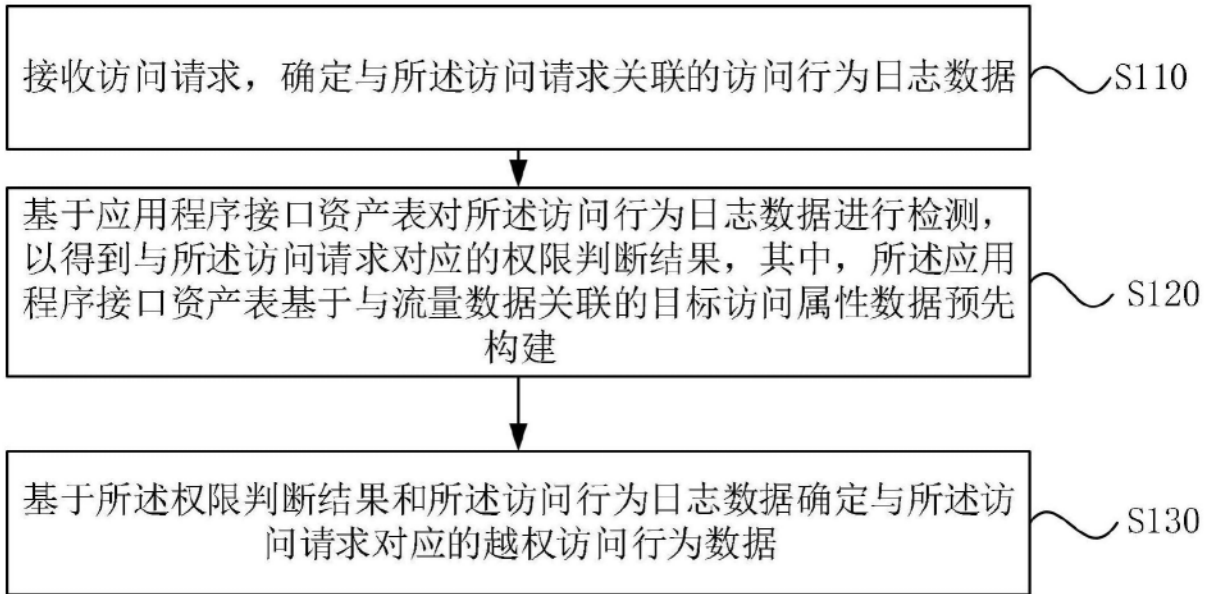 接收访问请求，确定与所述访问请求关联的访问行为日志数据
S110
基于应用程序接口资产表对所述访问行为日志数据进行检测，
以得到与所述访问请求对应的权限判断结果，其中，所述应用
程序接口资产表基于与流量数据关联的目标访问属性数据预先
构建
S120
基于所述权限判断结果和所述访问行为日志数据确定与所述访
问请求对应的越权访问行为数据
S130